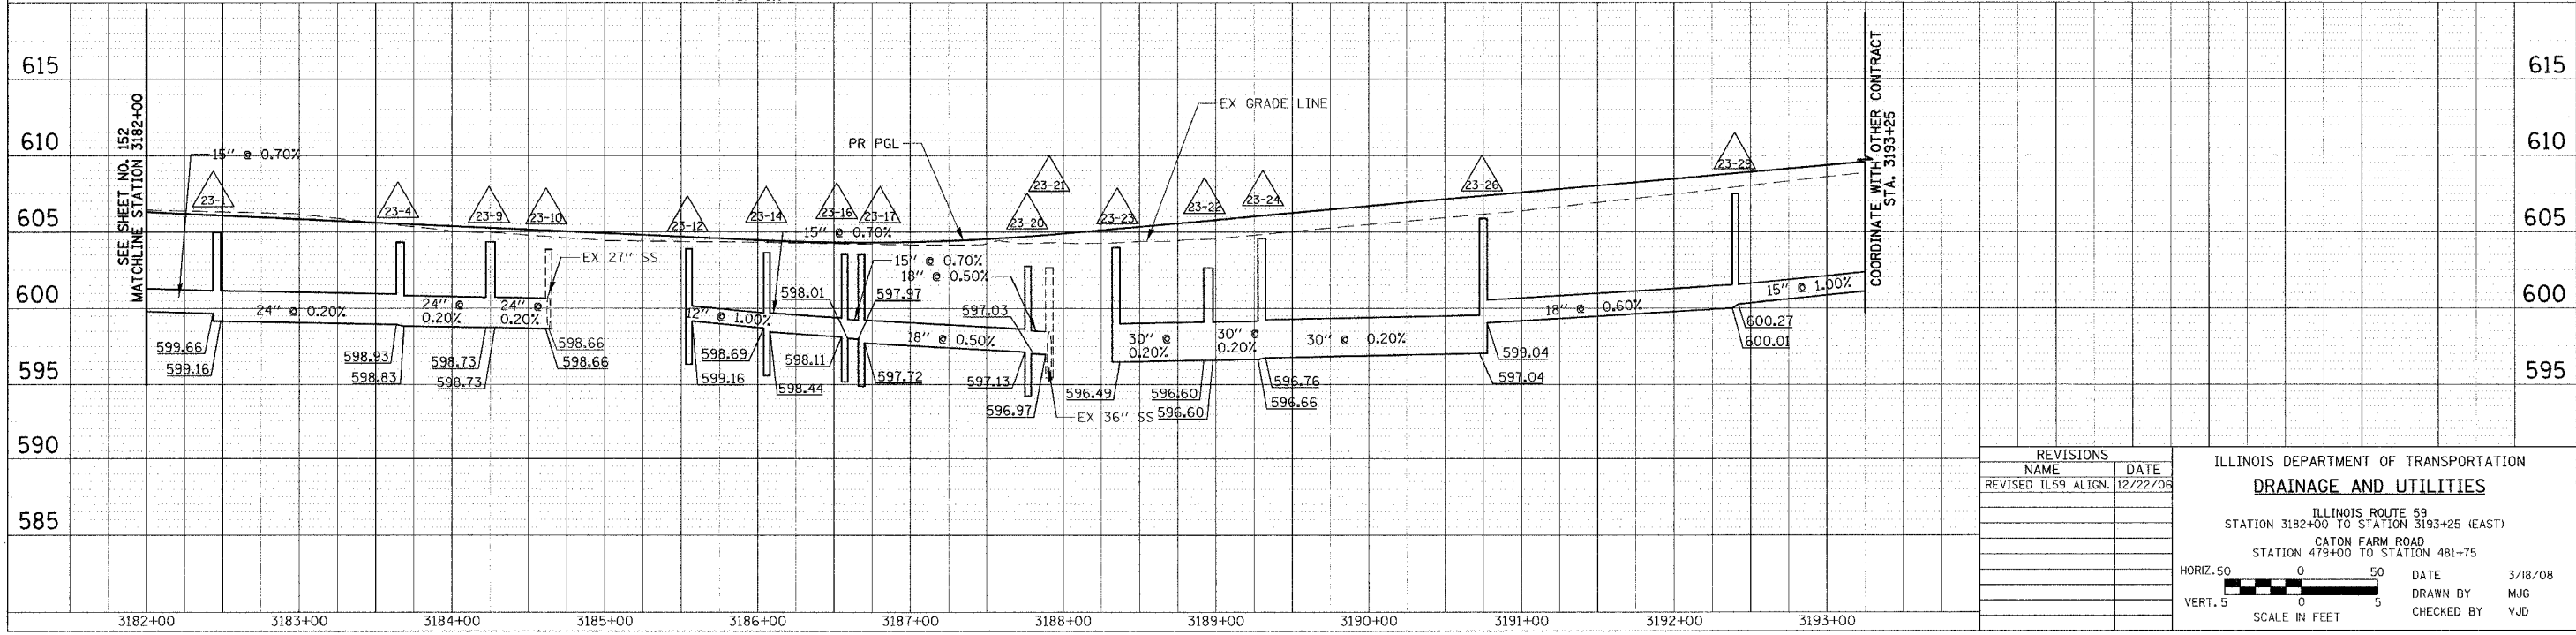 615
610
605
600
595
590
585
SEE SHEET NO. 152
MATCHLINE STATION 3182+00
15" @ 0.70%
23-1
23-4
23-9
23-10
23-12
23-14
23-16
23-17
23-20
23-21
23-23
23-22
23-24
23-26
23-29
PR PGL
EX GRADE LINE
15" @ 0.70%
EX 27" SS
15" @ 0.70%
18" @ 0.50%
24" @ 0.20%
24" @
0.20%
24" @
0.20%
12" @ 1.00%
18" @ 0.50%
30" @
0.20%
30" @
0.20%
30" @ 0.20%
18" @ 0.60%
15" @ 1.00%
599.66
599.16
598.93
598.83
598.73
598.73
598.66
598.66
598.69
599.16
598.44
598.11
598.01
597.97
597.72
597.03
597.13
596.97
EX 36" SS
596.49
596.60
596.60
596.76
596.66
599.04
597.04
600.27
600.01
COORDINATE WITH OTHER CONTRACT
STA. 3193+25
615
610
605
600
595
3182+00
3183+00
3184+00
3185+00
3186+00
3187+00
3188+00
3189+00
3190+00
3191+00
3192+00
3193+00
REVISIONS
NAME DATE
REVISED IL59 ALIGN. 12/22/06
ILLINOIS DEPARTMENT OF TRANSPORTATION
DRAINAGE AND UTILITIES
ILLINOIS ROUTE 59
STATION 3182+00 TO STATION 3193+25 (EAST)
CATON FARM ROAD
STATION 479+00 TO STATION 481+75
HORIZ. 50 0 50
VERT. 5 0 5
SCALE IN FEET
DATE 3/18/08
DRAWN BY MJG
CHECKED BY VJD